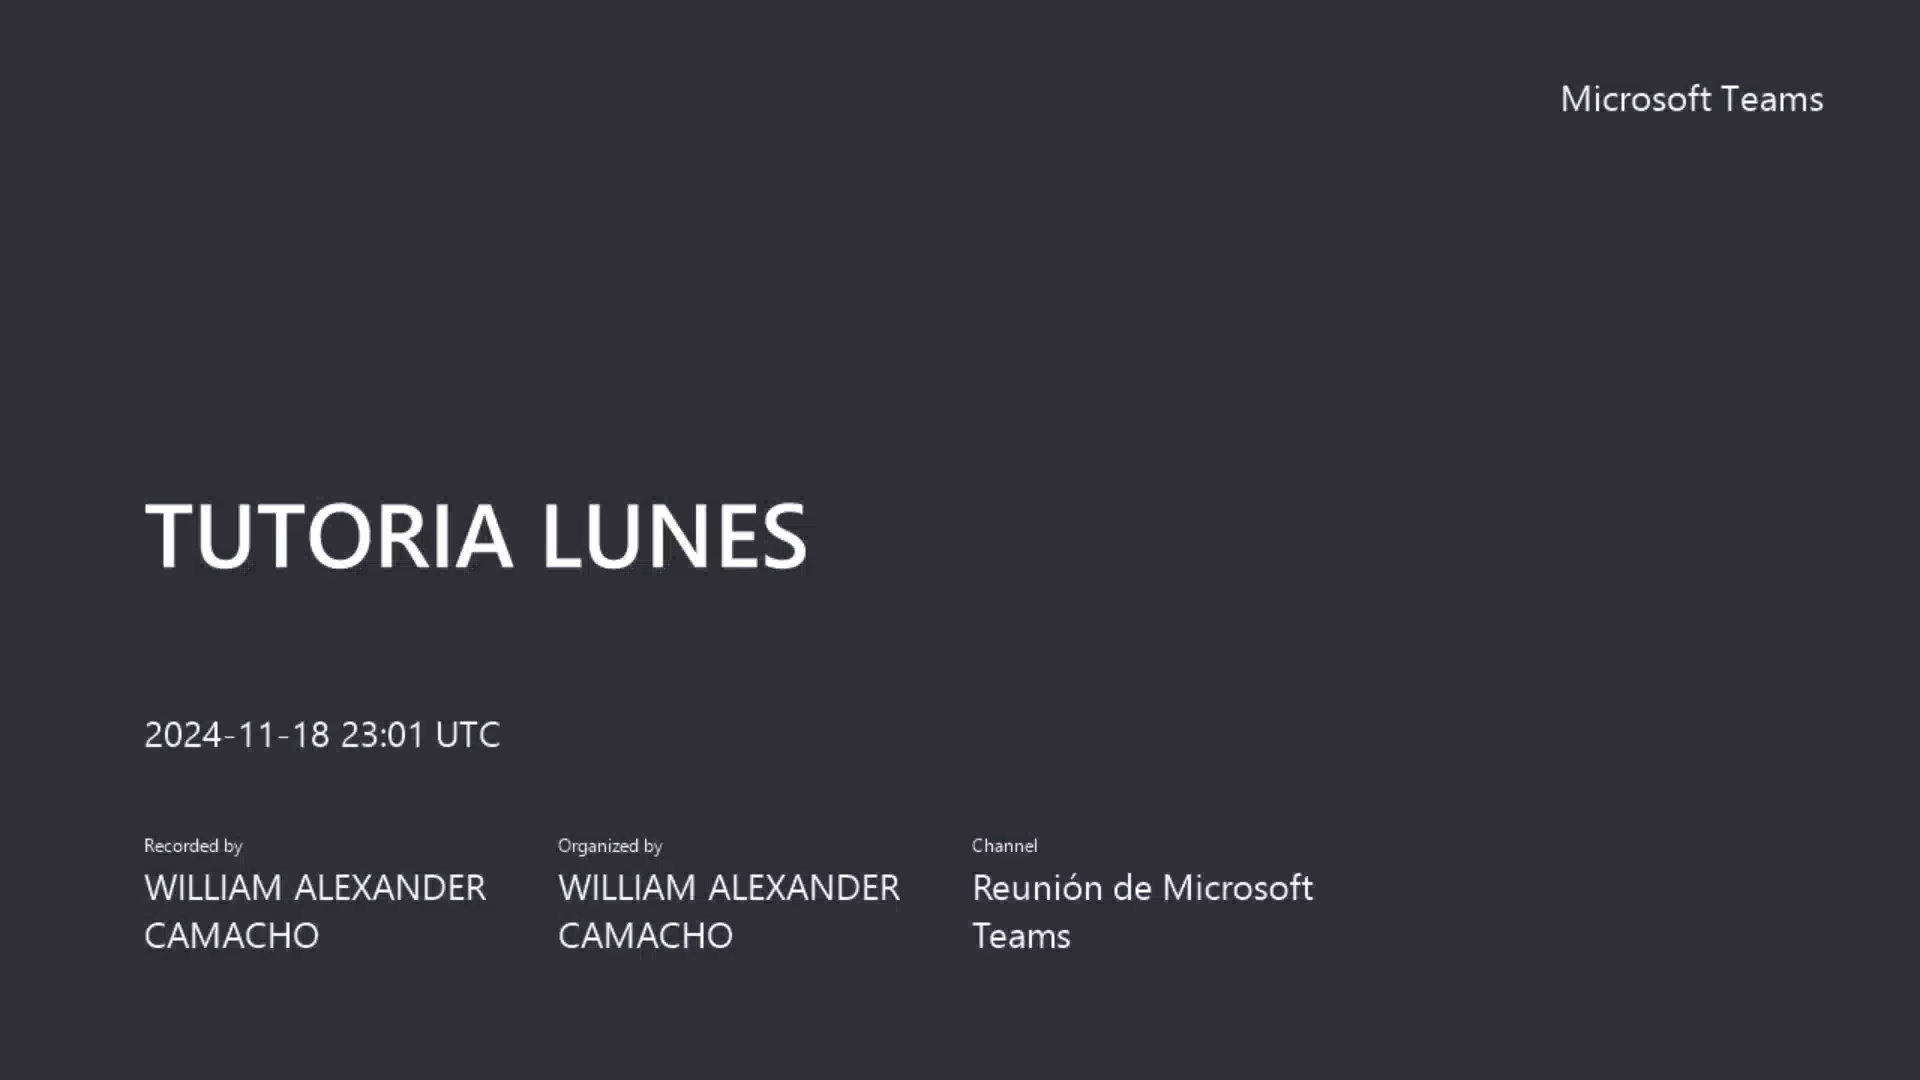 Microsoft Teams
TUTORIA LUNES
2024-11-18 23:01 UTC
Recorded by
WILLIAM ALEXANDER
CAMACHO
Organized by
WILLIAM ALEXANDER
CAMACHO
Channel
Reunión de Microsoft
Teams